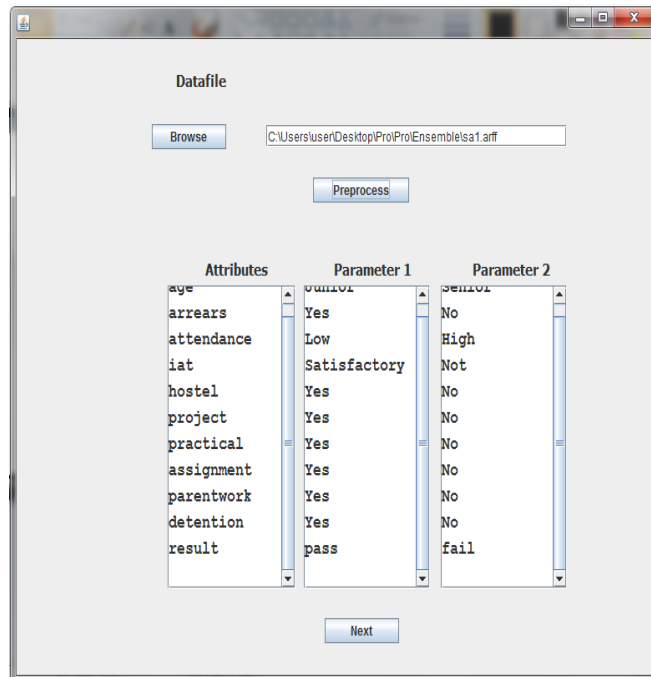 Datafile
Browse C:\Users\user\Desktop\Pro\Pro\Ensemble\sa1.arff
Preprocess
Attributes Parameter 1 Parameter 2
age Junior Senior
arrears Yes No
attendance Low High
iat Satisfactory Not
hostel Yes No
project Yes No
practical Yes No
assignment Yes No
parentwork Yes No
detention Yes No
result pass fail
Next